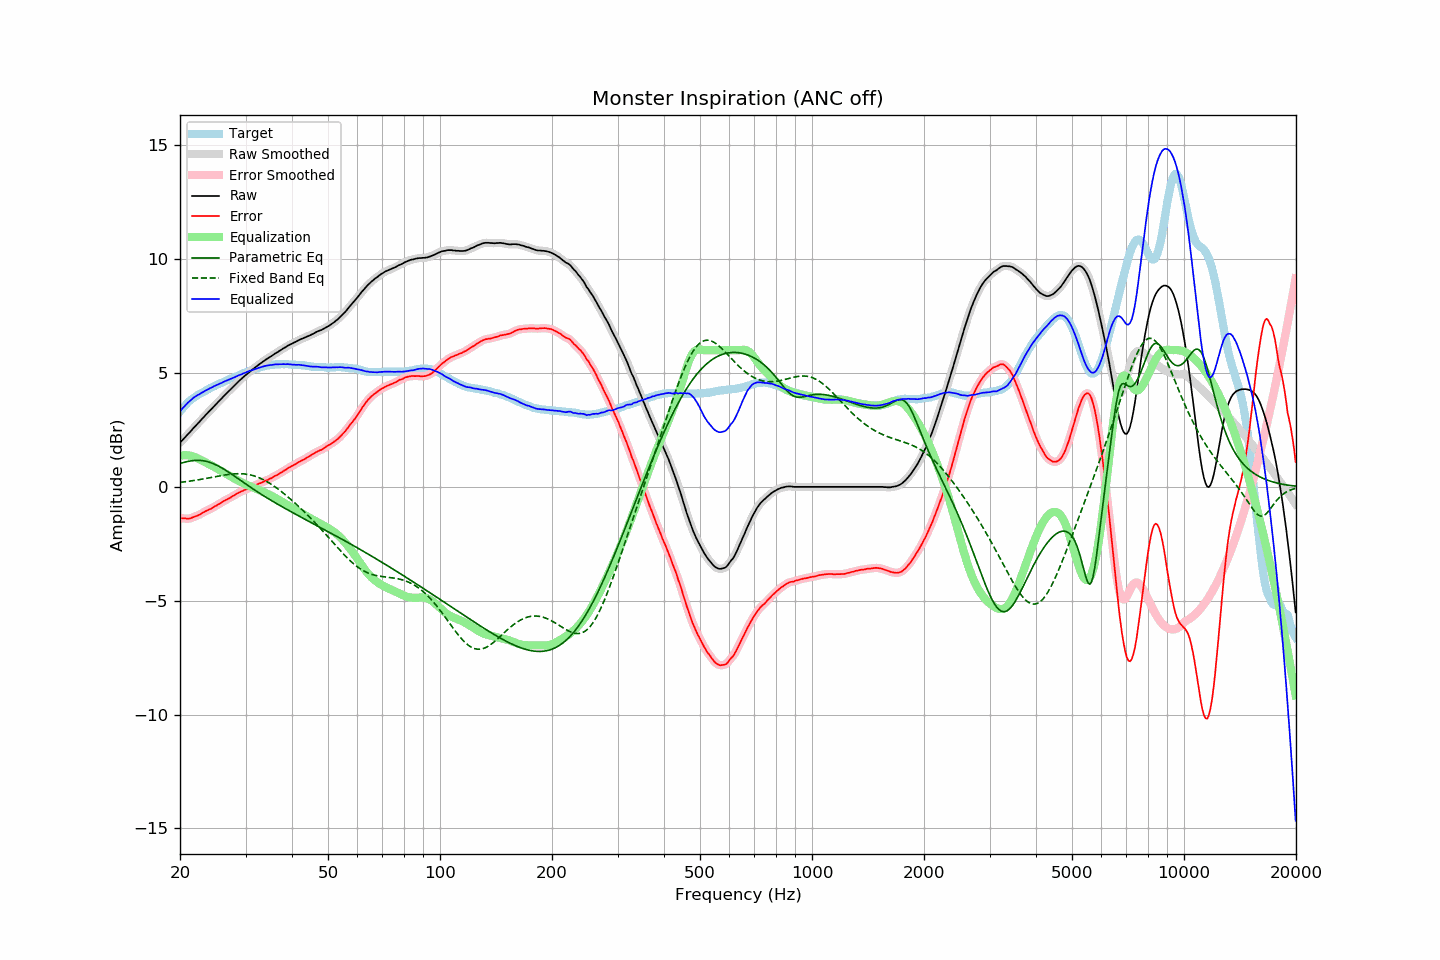 Monster Inspiration (ANC off)
Target
Raw Smoothed
Error Smoothed
Raw
Error
Equalization
Parametric Eq
Fixed Band Eq
Equalized
15
10
5
0
−5
−10
−15
Amplitude (dBr)
20
50
100
200
500
1000
2000
5000
10000
20000
Frequency (Hz)